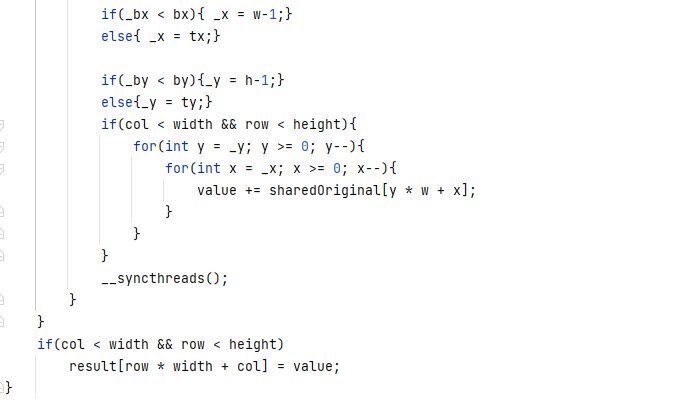 if(_bx < bx){ _x = w-1;}
else{ _x = tx;}
if(_by < by){_y = h-1;}
else{_y = ty;}
if(col < width && row < height){
for(int y = _y; y >= 0; y--){
for(int x = _x; x >= 0; x--){
value += sharedOriginal[y * w + x];
}
}
}
__syncthreads();
}
}
if(col < width && row < height)
result[row * width + col] = value;
}